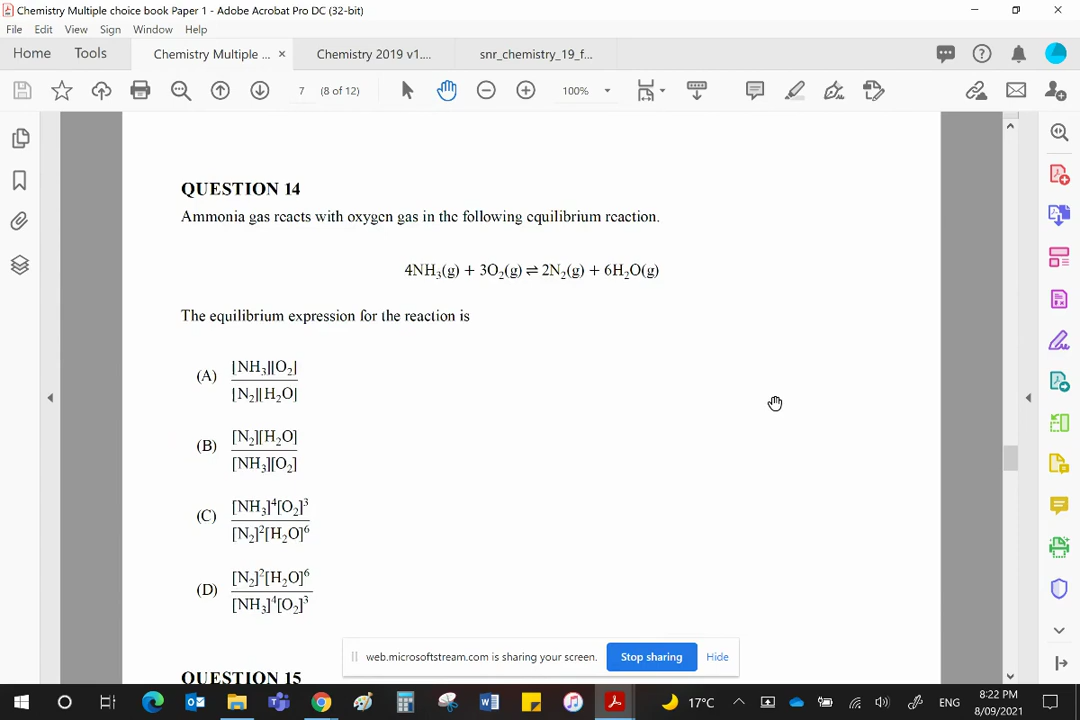 Chemistry Multiple choice book Paper 1 - Adobe Acrobat Pro DC (32-bit)
File Edit View Sign Window Help
Home Tools Chemistry Multiple ... × Chemistry 2019 v1.... snr_chemistry_19_f...
7 (8 of 12) 100%
QUESTION 14
Ammonia gas reacts with oxygen gas in the following equilibrium reaction.
4NH₃(g) + 3O₂(g) ⇌ 2N₂(g) + 6H₂O(g)
The equilibrium expression for the reaction is
(A) [NH₃][O₂]
[N₂][H₂O]
(B) [N₂][H₂O]
[NH₃][O₂]
(C) [NH₃]⁴[O₂]³
[N₂]²[H₂O]⁶
(D) [N₂]²[H₂O]⁶
[NH₃]⁴[O₂]³
web.microsoftstream.com is sharing your screen. Stop sharing Hide
QUESTION 15
17°C ENG 8:22 PM
8/09/2021